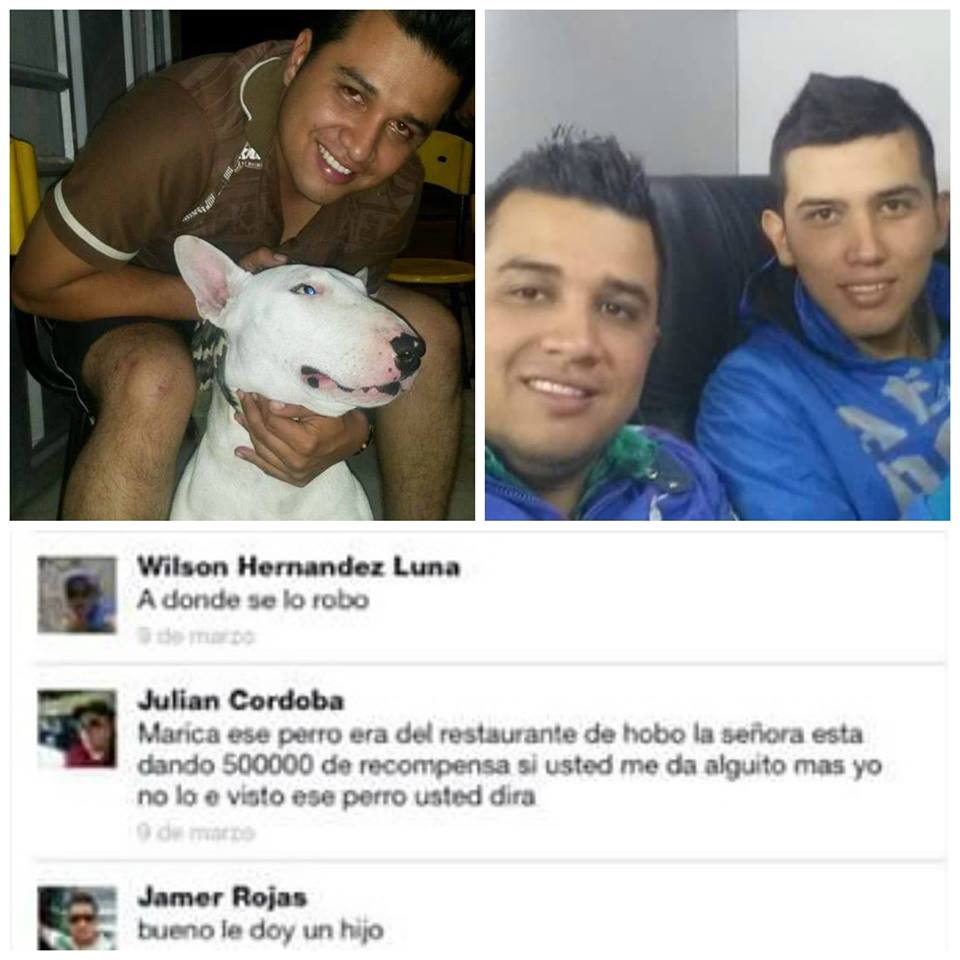 Wilson Hernandez Luna
A donde se lo robo
9 de marzo
Julian Cordoba
Marica ese perro era del restaurante de hobo la señora esta
dando 500000 de recompensa si usted me da alguito mas yo
no lo e visto ese perro usted dira
9 de marzo
Jamer Rojas
bueno le doy un hijo